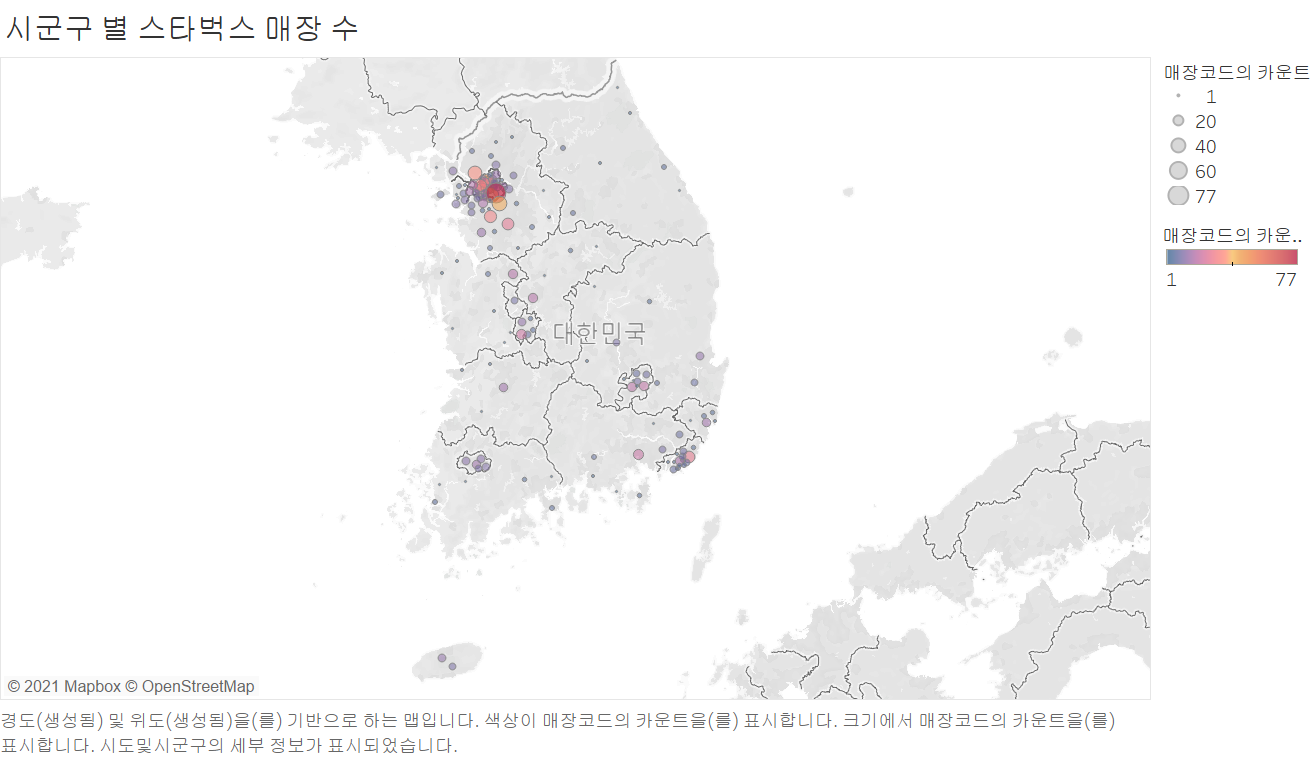 시군구 별 스타벅스 매장 수
매장코드의 카운트
1
20
40
60
77
매장코드의 카운..
1 77
대한민국
© 2021 Mapbox © OpenStreetMap
경도(생성됨) 및 위도(생성됨)을(를) 기반으로 하는 맵입니다. 색상이 매장코드의 카운트을(를) 표시합니다. 크기에서 매장코드의 카운트을(를)
표시합니다. 시도및시군구의 세부 정보가 표시되었습니다.